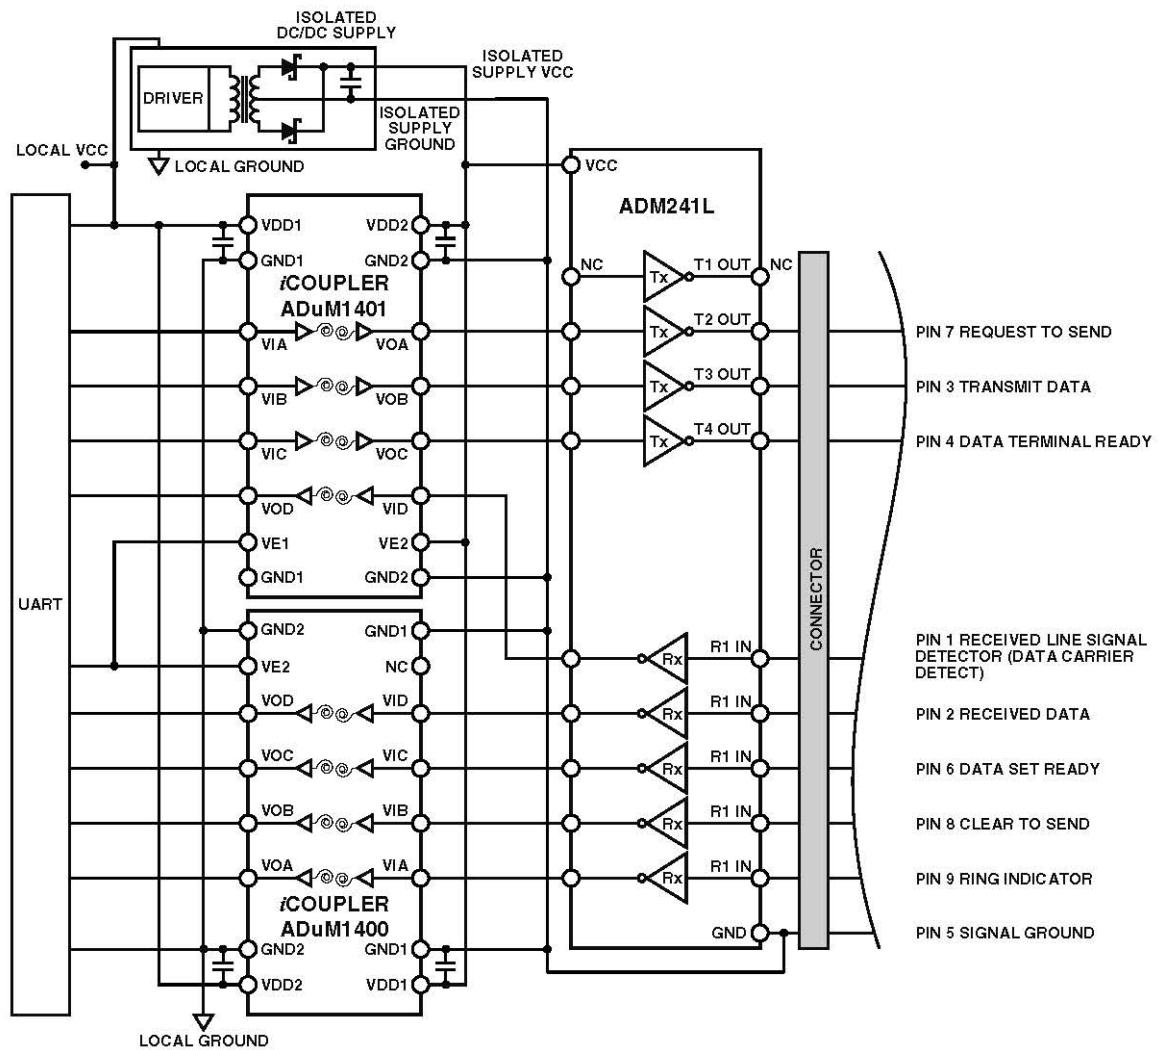 ISOLATED
DC/DC SUPPLY
ISOLATED
SUPPLY VCC
DRIVER
ISOLATED
SUPPLY
GROUND
LOCAL VCC
LOCAL GROUND
VCC
ADM241L
VDD1
VDD2
GND1
GND2
iCOUPLER
ADuM1401
NC
Tx
T1 OUT
NC
VIA
VOA
Tx
T2 OUT
PIN 7 REQUEST TO SEND
VIB
VOB
Tx
T3 OUT
PIN 3 TRANSMIT DATA
VIC
VOC
Tx
T4 OUT
PIN 4 DATA TERMINAL READY
VOD
VID
VE1
VE2
GND1
GND2
UART
CONNECTOR
GND2
GND1
VE2
NC
Rx
R1 IN
PIN 1 RECEIVED LINE SIGNAL
DETECTOR (DATA CARRIER
DETECT)
VOD
VID
Rx
R1 IN
PIN 2 RECEIVED DATA
VOC
VIC
Rx
R1 IN
PIN 6 DATA SET READY
VOB
VIB
Rx
R1 IN
PIN 8 CLEAR TO SEND
VOA
VIA
Rx
R1 IN
PIN 9 RING INDICATOR
iCOUPLER
ADuM1400
GND
PIN 5 SIGNAL GROUND
GND2
GND1
VDD2
VDD1
LOCAL GROUND